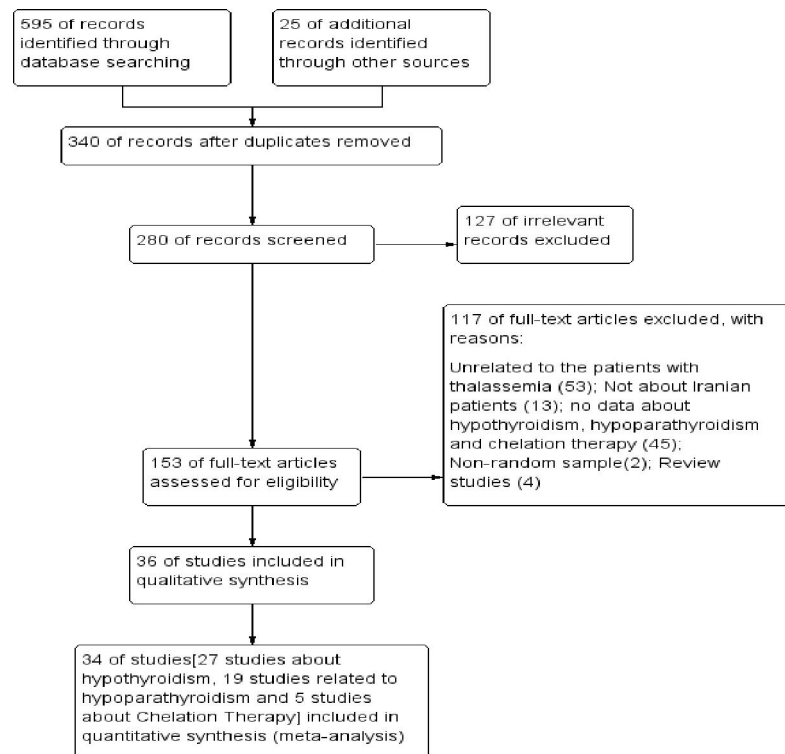 595 of records
identified through
database searching
25 of additional
records identified
through other sources
340 of records after duplicates removed
280 of records screened
127 of irrelevant
records excluded
117 of full-text articles excluded, with
reasons:
Unrelated to the patients with
thalassemia (53); Not about Iranian
patients (13); no data about
hypothyroidism, hypoparathyroidism
and chelation therapy (45);
Non-random sample(2); Review
studies (4)
153 of full-text articles
assessed for eligibility
36 of studies included in
qualitative synthesis
34 of studies[27 studies about
hypothyroidism, 19 studies related to
hypoparathyroidism and 5 studies
about Chelation Therapy] included in
quantitative synthesis (meta-analysis)